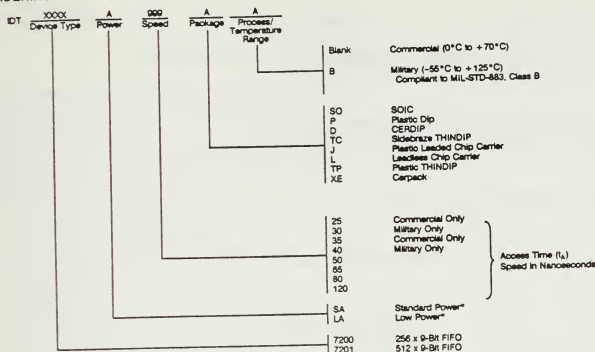 IDT XXXX A 999 A A
Device Type Power Speed Package Process/
Temperature
Range
Blank Commercial (0°C to +70°C)
B Military (-55°C to +125°C)
Compliant to MIL-STD-883, Class B
SO SOIC
P Plastic Dip
D CERDIP
TC Sidebraze THINDIP
J Plastic Leaded Chip Carrier
L Leadless Chip Carrier
TP Plastic THINDIP
XE Cerpack
25 Commercial Only
30 Military Only
35 Commercial Only
40 Military Only
50
65
80
120
Access Time (tA)
Speed in Nanoseconds
SA Standard Power*
LA Low Power*
7200 256 x 9-Bit FIFO
7201 512 x 9-Bit FIFO